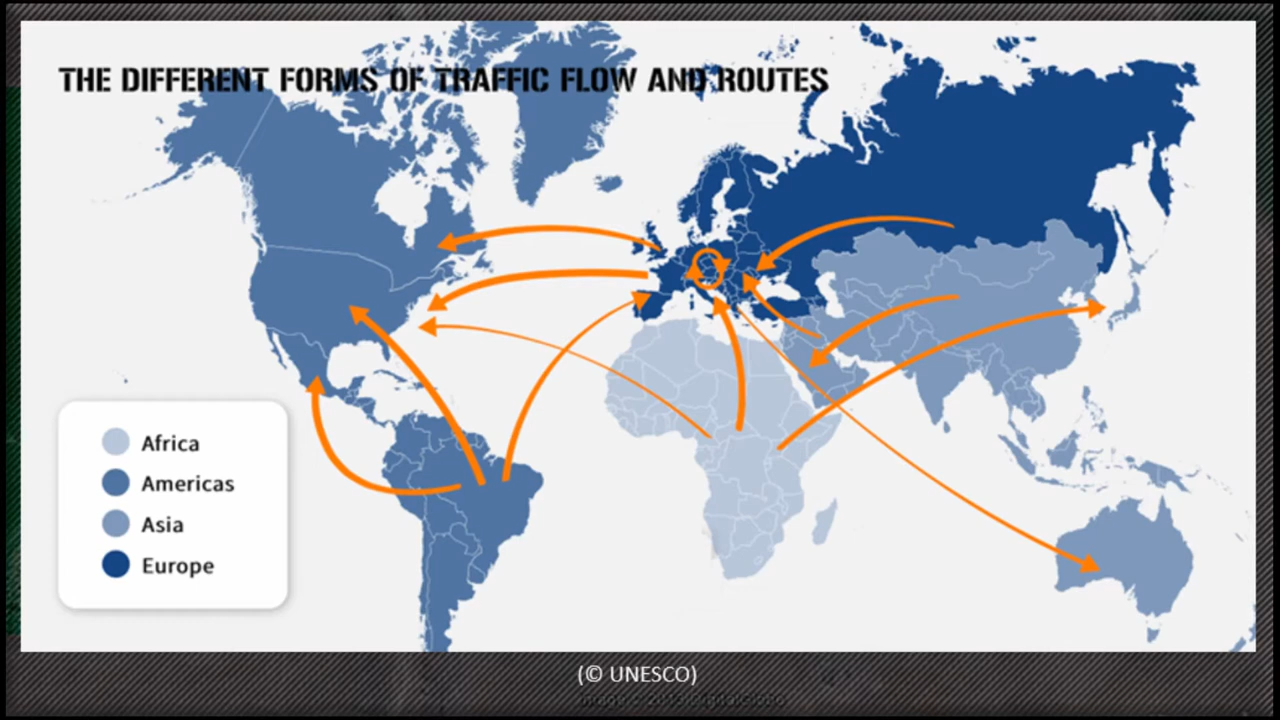 THE DIFFERENT FORMS OF TRAFFIC FLOW AND ROUTES
Africa
Americas
Asia
Europe
(© UNESCO)